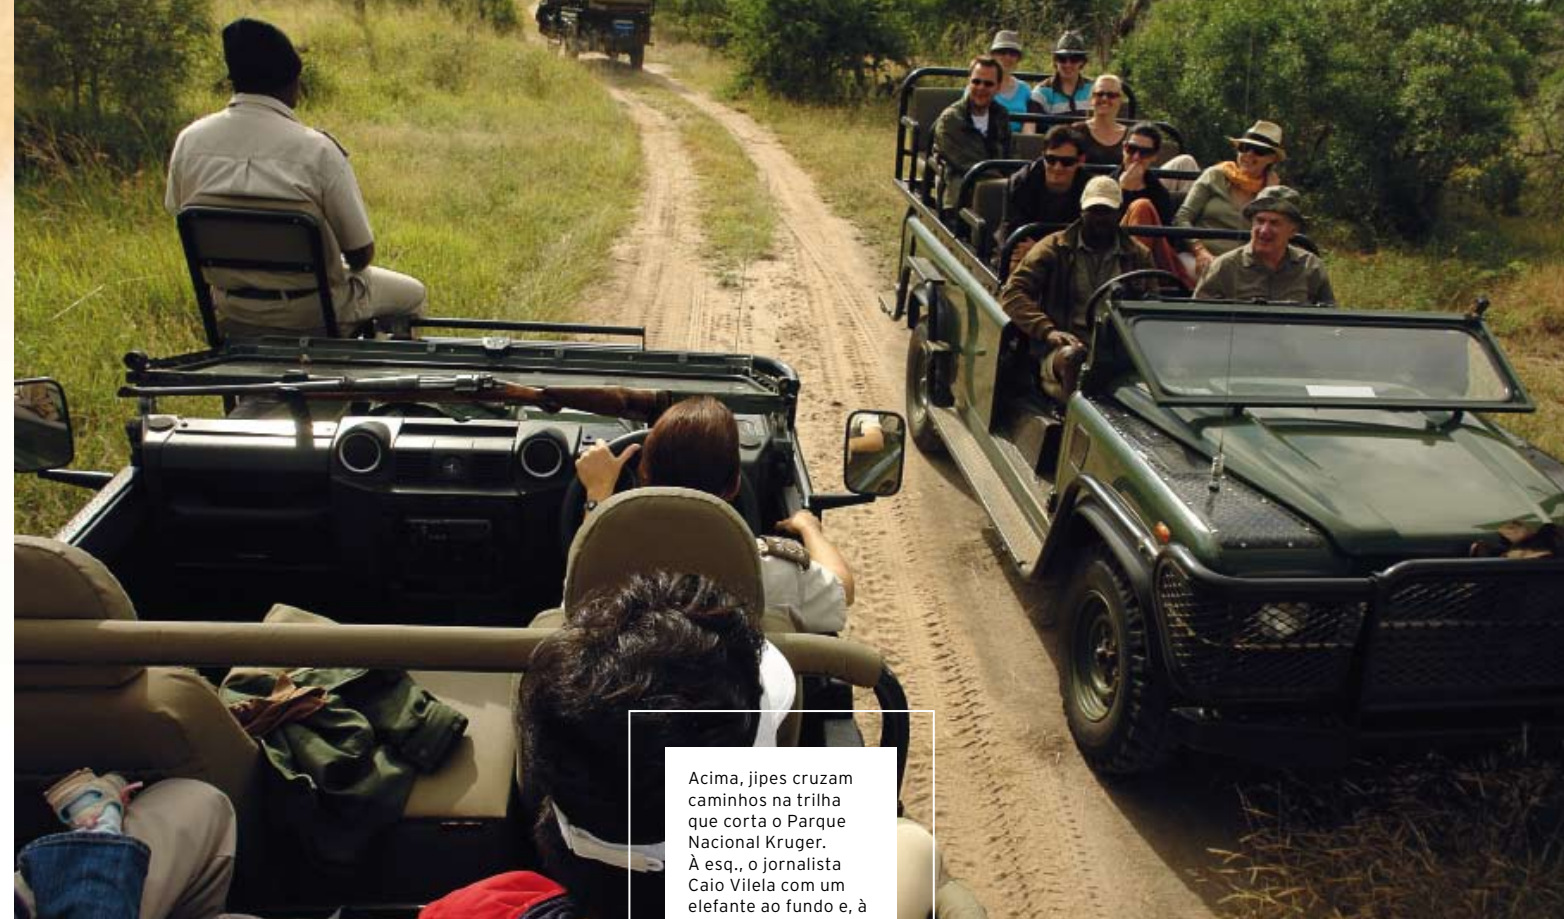 Acima, jipes cruzam
caminhos na trilha
que corta o Parque
Nacional Kruger.
À esq., o jornalista
Caio Vilela com um
elefante ao fundo e, à